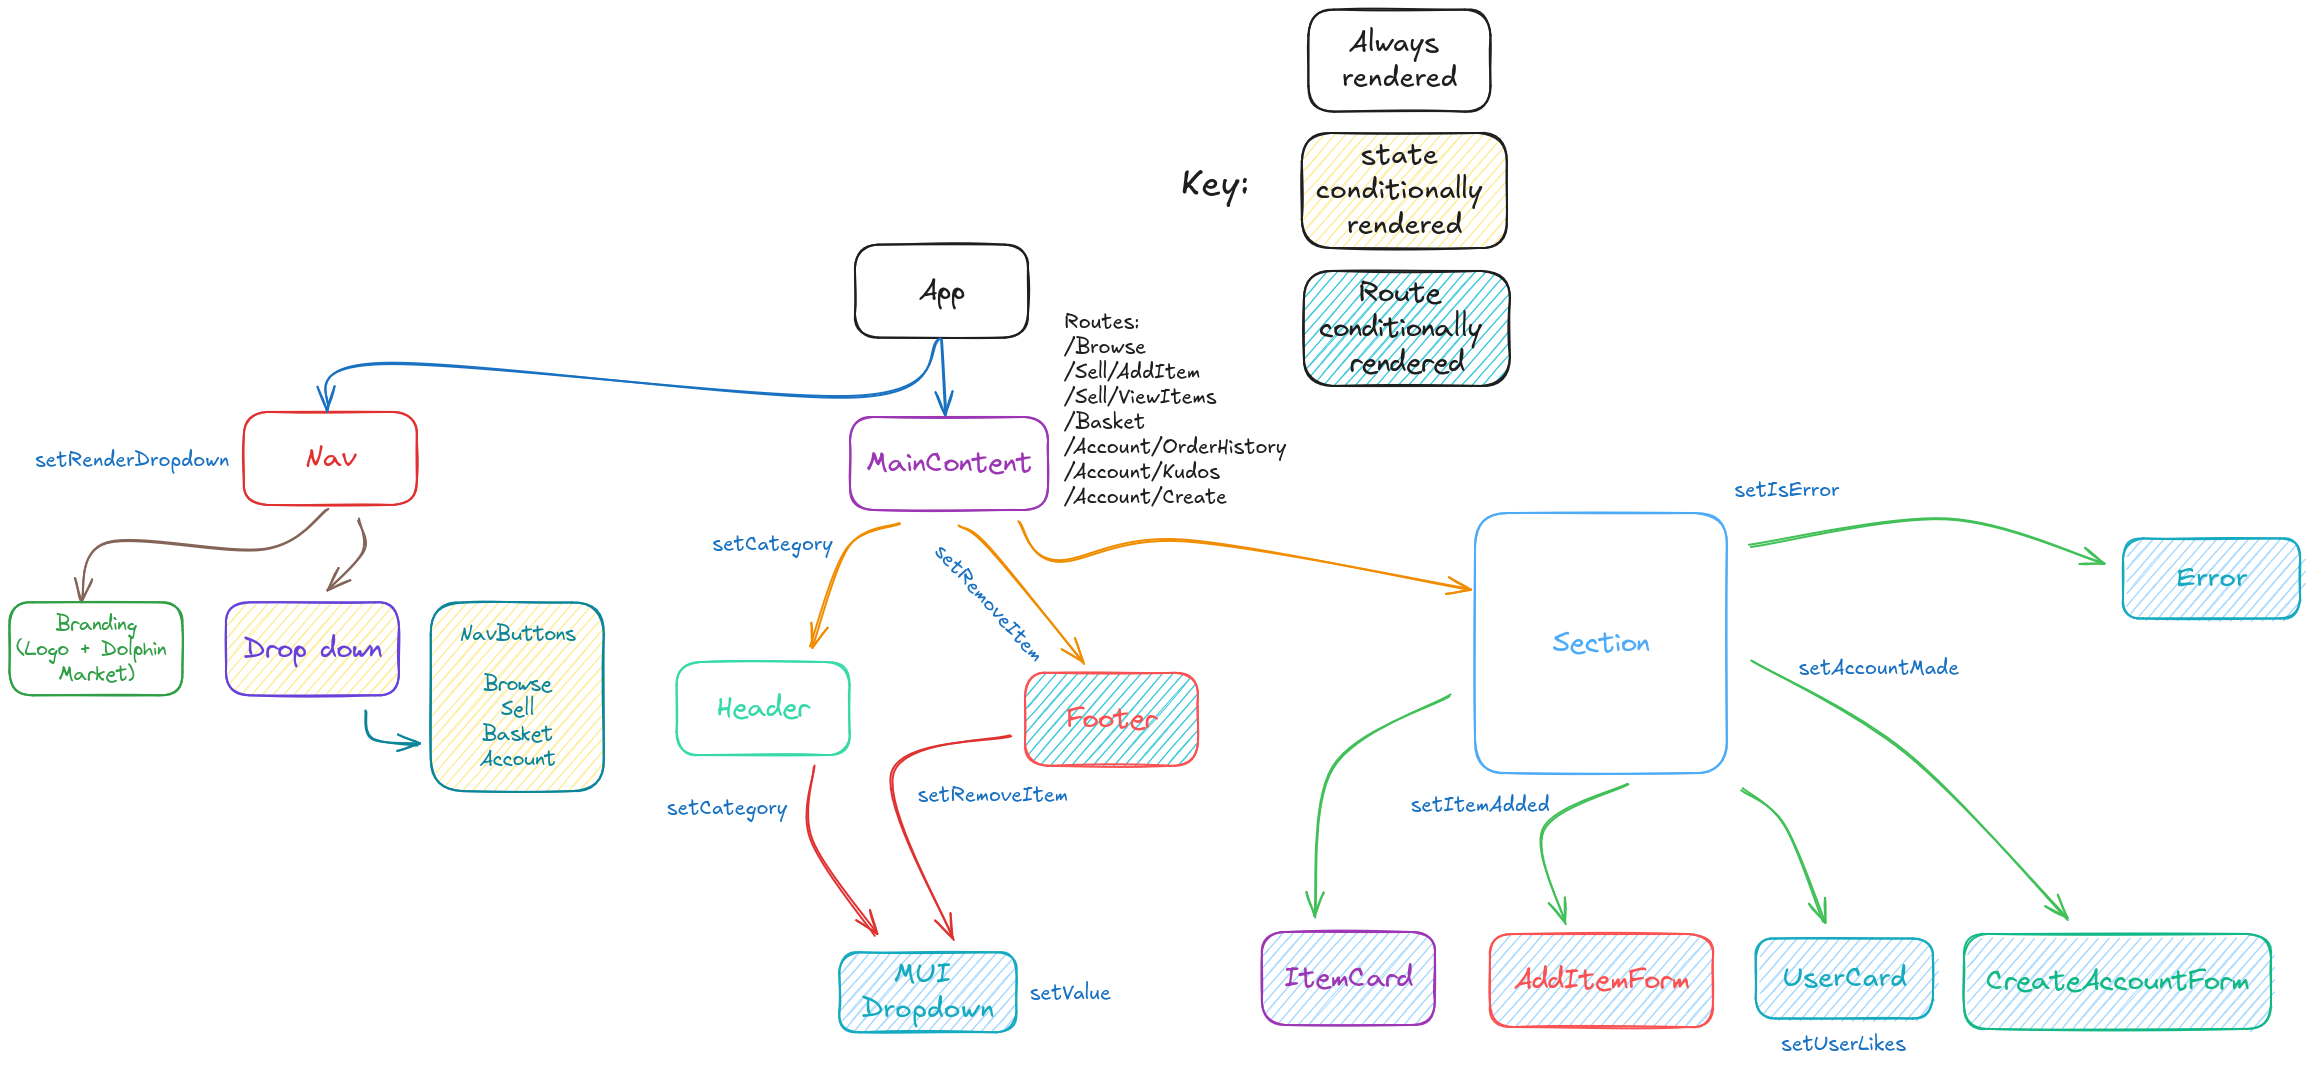 Always
rendered
Key:
state
conditionally
rendered
Route
conditionally
rendered
App
Routes:
/Browse
/Sell/AddItem
/Sell/ViewItems
/Basket
/Account/OrderHistory
/Account/Kudos
/Account/Create
setRenderDropdown
Nav
MainContent
setIsError
setCategory
setRemoveItem
Section
Error
Branding
(Logo + Dolphin
Market)
Drop down
NavButtons
Browse
Sell
Basket
Account
Header
Footer
setAccountMade
setCategory
setRemoveItem
setItemAdded
MUI
Dropdown
setValue
ItemCard
AddItemForm
UserCard
CreateAccountForm
setUserLikes